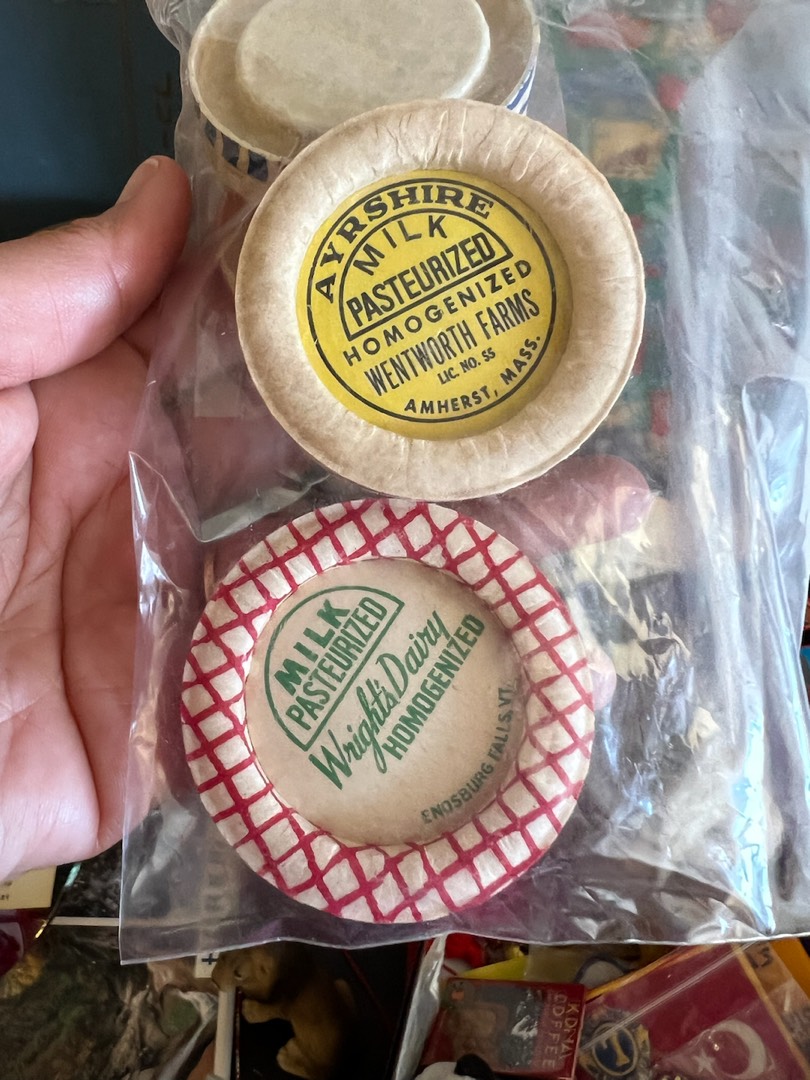 AYRSHIRE
MILK
PASTEURIZED
HOMOGENIZED
WENTWORTH FARMS
LIC. NO. 55
AMHERST, MASS.
MILK
PASTEURIZED
Wright's Dairy
HOMOGENIZED
ENOSBURG FALLS, VT.
COFFEE